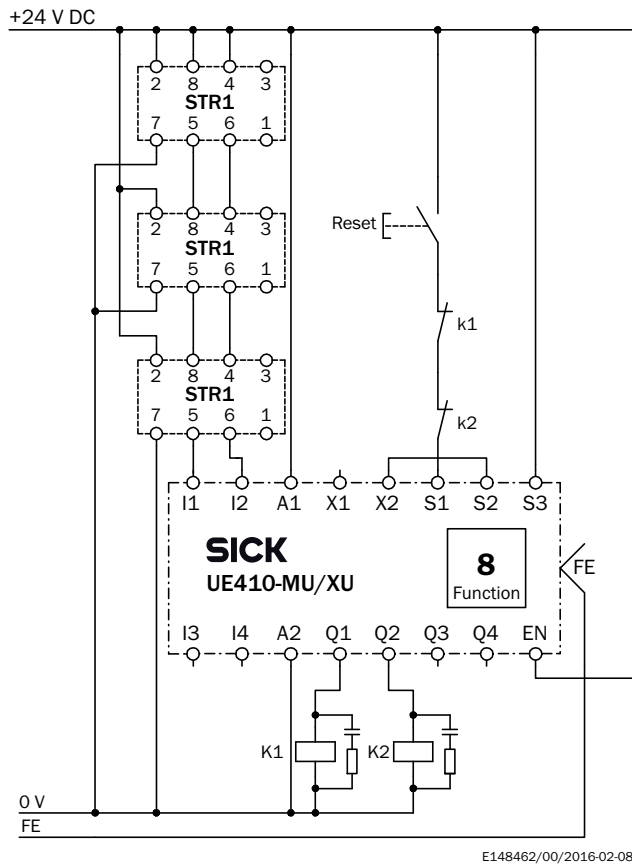 +24 V DC
2 8 4 3
STR1
7 5 6 1
2 8 4 3
Reset
STR1
7 5 6 1
k1
2 8 4 3
STR1
7 5 6 1
k2
I1 I2 A1 X1 X2 S1 S2 S3
SICK
UE410-MU/XU
8
Function
FE
I3 I4 A2 Q1 Q2 Q3 Q4 EN
K1 K2
0 V
FE
E148462/00/2016-02-08